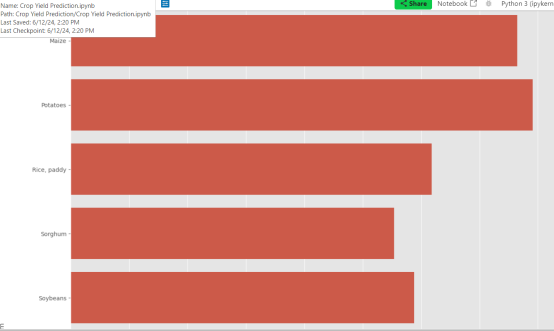 Name: Crop Yield Prediction.ipynb
Path: Crop Yield Prediction/Crop Yield Prediction.ipynb
Last Saved: 6/12/24, 2:20 PM
Last Checkpoint: 6/12/24, 2:20 PM
Share
Notebook
Python 3 (ipykern
Maize
Potatoes
Rice, paddy
Sorghum
Soybeans